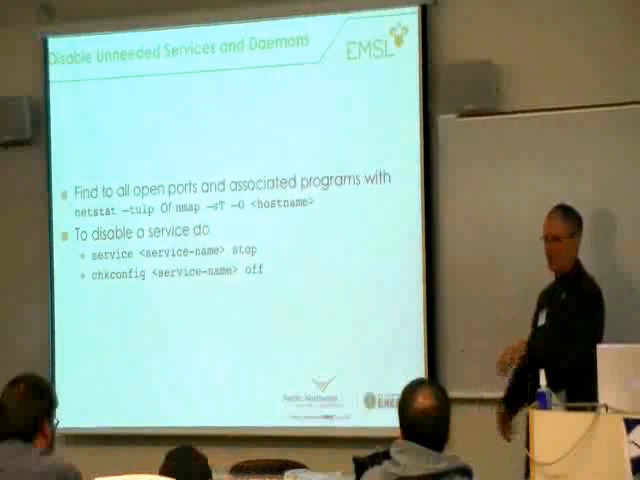 Disable Unneeded Services and Daemons
EMSL
Find to all open ports and associated programs with
netstat -tulp Or nmap -sT -O <hostname>
To disable a service do
service <service-name> stop
chkconfig <service-name> off
Pacific Northwest